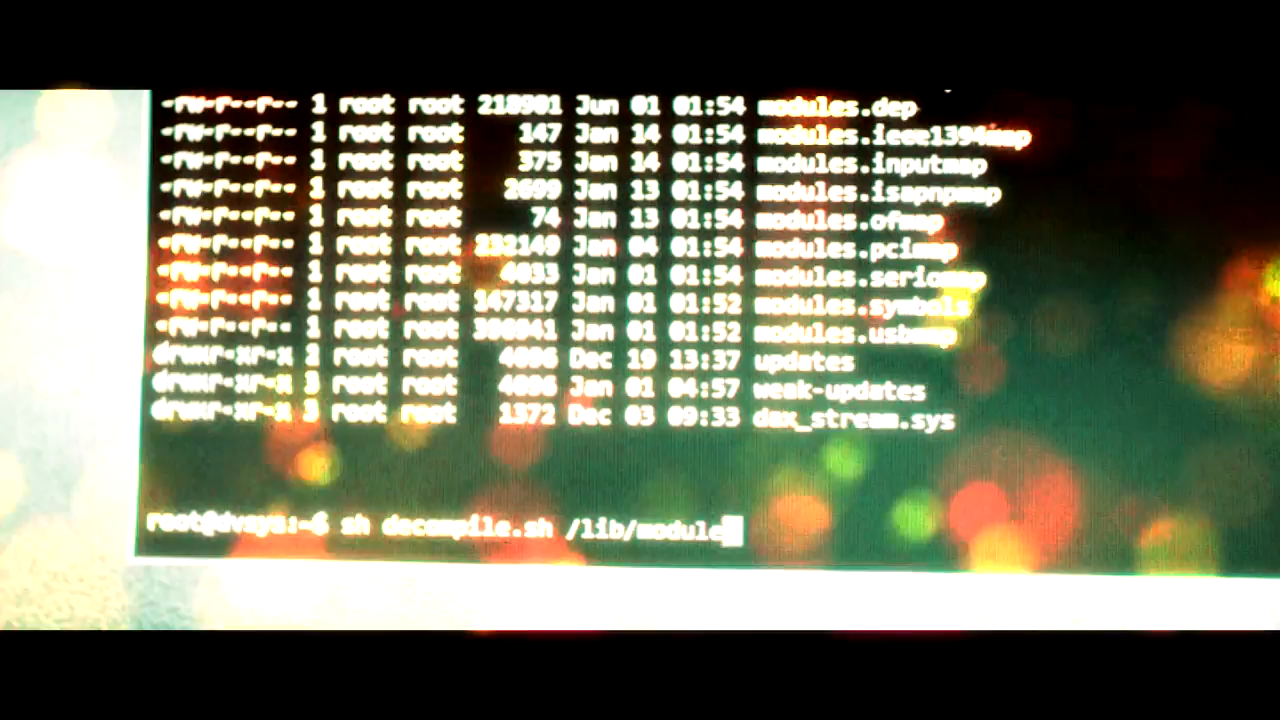 -rw-r--r-- 1 root root 218901 Jun 01 01:54 modules.dep
-rw-r--r-- 1 root root 147 Jan 14 01:54 modules.ieee1394map
-rw-r--r-- 1 root root 375 Jan 14 01:54 modules.inputmap
-rw-r--r-- 1 root root 2699 Jan 13 01:54 modules.isapnpmap
-rw-r--r-- 1 root root 74 Jan 13 01:54 modules.ofmap
-rw-r--r-- 1 root root 232149 Jan 04 01:54 modules.pcimap
-rw-r--r-- 1 root root 4033 Jan 01 01:54 modules.seriomap
-rw-r--r-- 1 root root 147317 Jan 01 01:52 modules.symbols
-rw-r--r-- 1 root root Jan 01 01:52 modules.usbmap
drwxr-xr-x 2 root root 4096 Dec 19 13:37 updates
drwxr-xr-x 3 root root 4096 Jan 01 04:57 weak-updates
drwxr-xr-x 3 root root 1372 Dec 03 09:33 dax_stream.sys
root@dvsys:~$ sh decompile.sh /lib/module